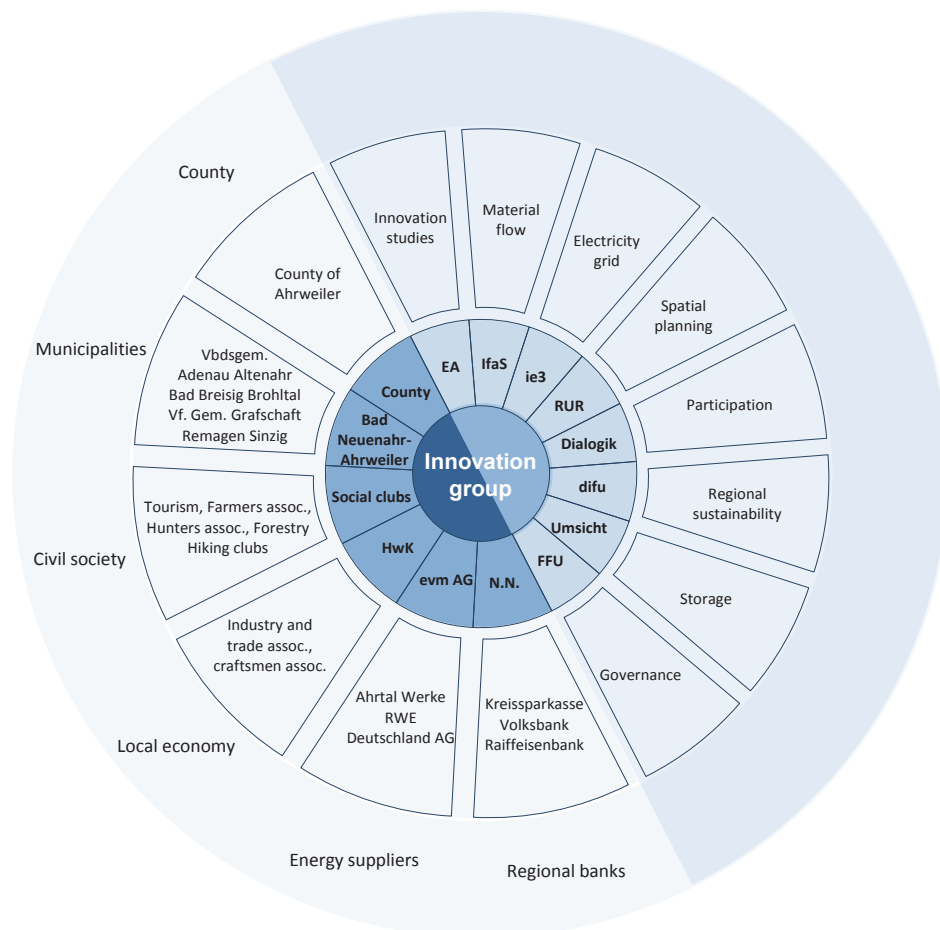 County
Innovation
studies
Material
flow
Electricity
grid
County of
Ahrweiler
Spatial
planning
Municipalities
Vbdsgem.
Adenau Altenahr
Bad Breisig Brohltal
Vf. Gem. Grafschaft
Remagen Sinzig
Participation
County
EA
IfaS
ie3
RUR
Bad
Neuenahr-
Ahrweiler
Dialogik
Innovation
group
Social clubs
difu
HwK
Umsicht
evm AG
N.N.
FFU
Regional
sustainability
Tourism, Farmers assoc.,
Hunters assoc., Forestry
Hiking clubs
Civil society
Storage
Industry and
trade assoc.,
craftsmen assoc.
Governance
Ahrtal Werke
RWE
Deutschland AG
Kreissparkasse
Volksbank
Raiffeisenbank
Local economy
Energy suppliers
Regional banks